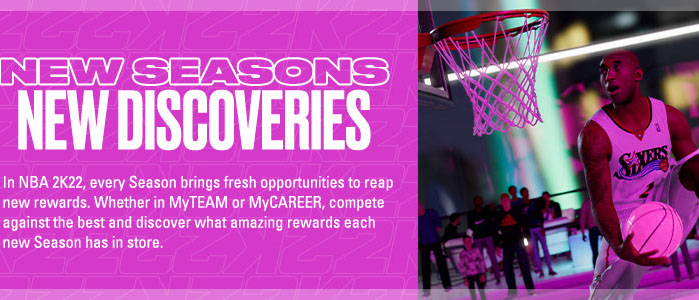 NEW SEASONS
NEW DISCOVERIES
In NBA 2K22, every Season brings fresh opportunities to reap
new rewards. Whether in MyTEAM or MyCAREER, compete
against the best and discover what amazing rewards each
new Season has in store.
SIXERS